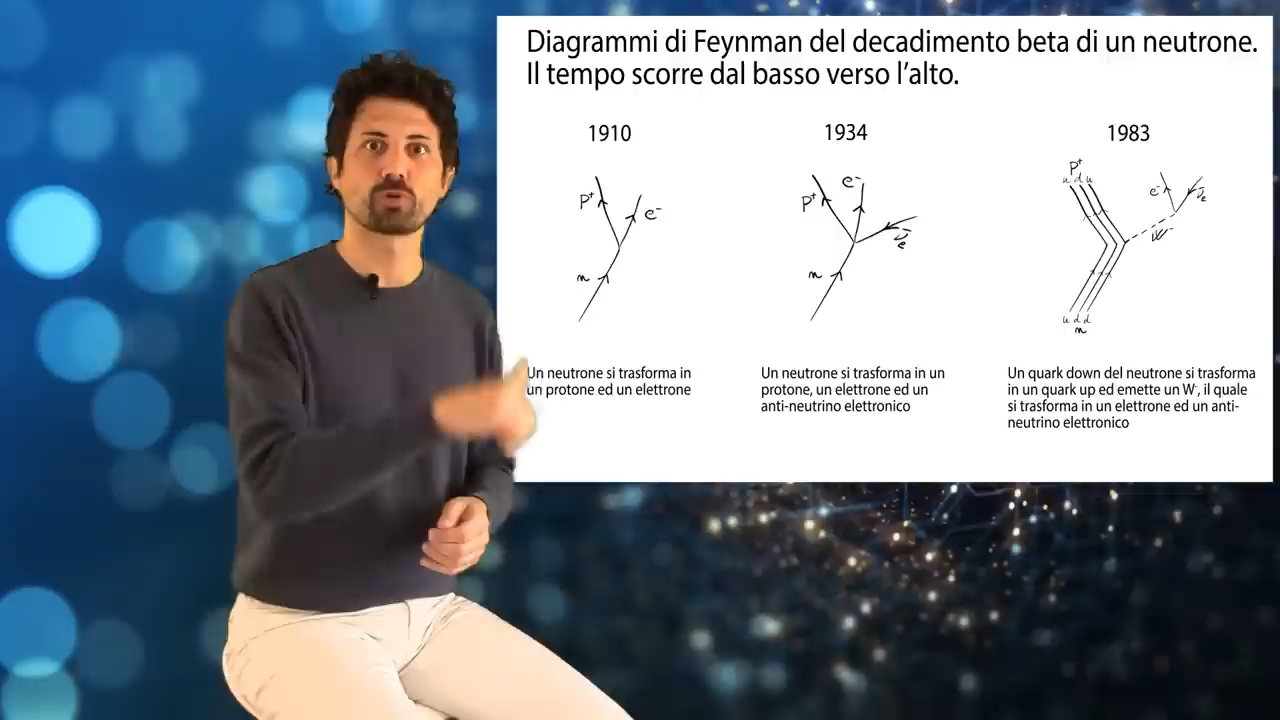 Diagrammi di Feynman del decadimento beta di un neutrone.
Il tempo scorre dal basso verso l'alto.
1910
1934
1983
p⁺
e⁻
n
p⁺
e⁻
ν̅ₑ
n
p⁺
u d u
e⁻
ν̅ₑ
W
u d d
n
Un neutrone si trasforma in
un protone ed un elettrone
Un neutrone si trasforma in un
protone, un elettrone ed un
anti-neutrino elettronico
Un quark down del neutrone si trasforma
in un quark up ed emette un W⁻, il quale
si trasforma in un elettrone ed un anti-
neutrino elettronico